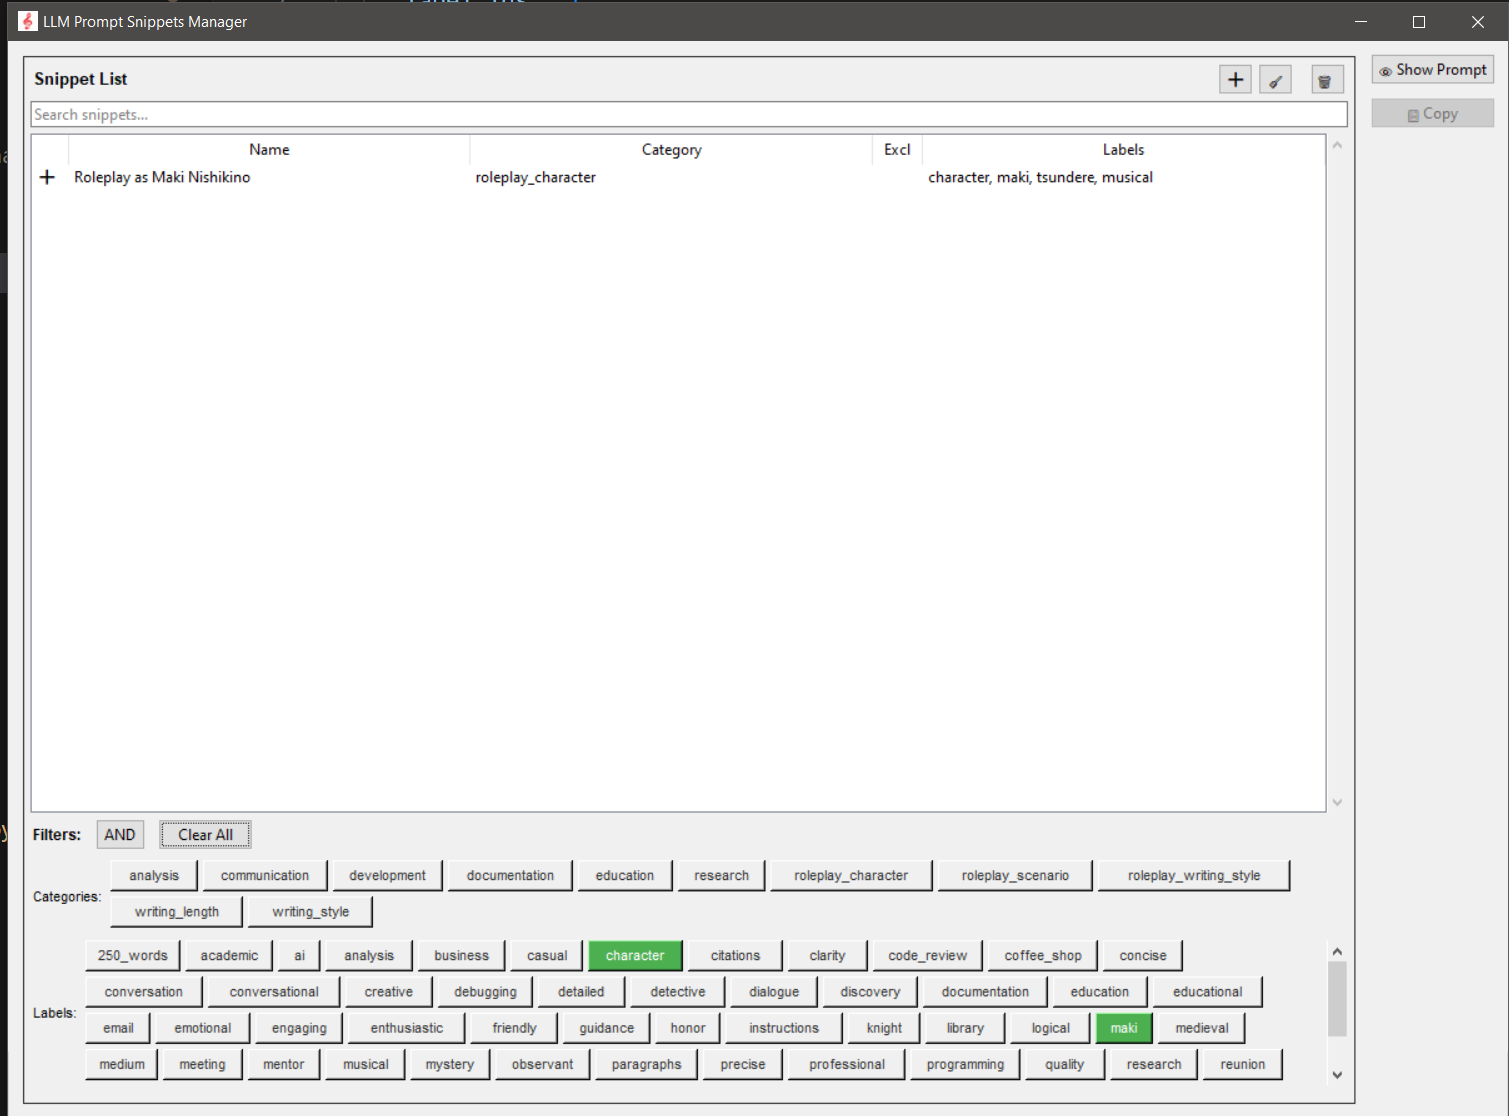 LLM Prompt Snippets Manager
Snippet List
Show Prompt
Copy
Search snippets...
Name Category Excl Labels
Roleplay as Maki Nishikino roleplay_character character, maki, tsundere, musical
Filters: AND Clear All
Categories:
analysis communication development documentation education research roleplay_character roleplay_scenario roleplay_writing_style
writing_length writing_style
Labels:
250_words academic ai analysis business casual character citations clarity code_review coffee_shop concise
conversation conversational creative debugging detailed detective dialogue discovery documentation education educational
email emotional engaging enthusiastic friendly guidance honor instructions knight library logical maki medieval
medium meeting mentor musical mystery observant paragraphs precise professional programming quality research reunion